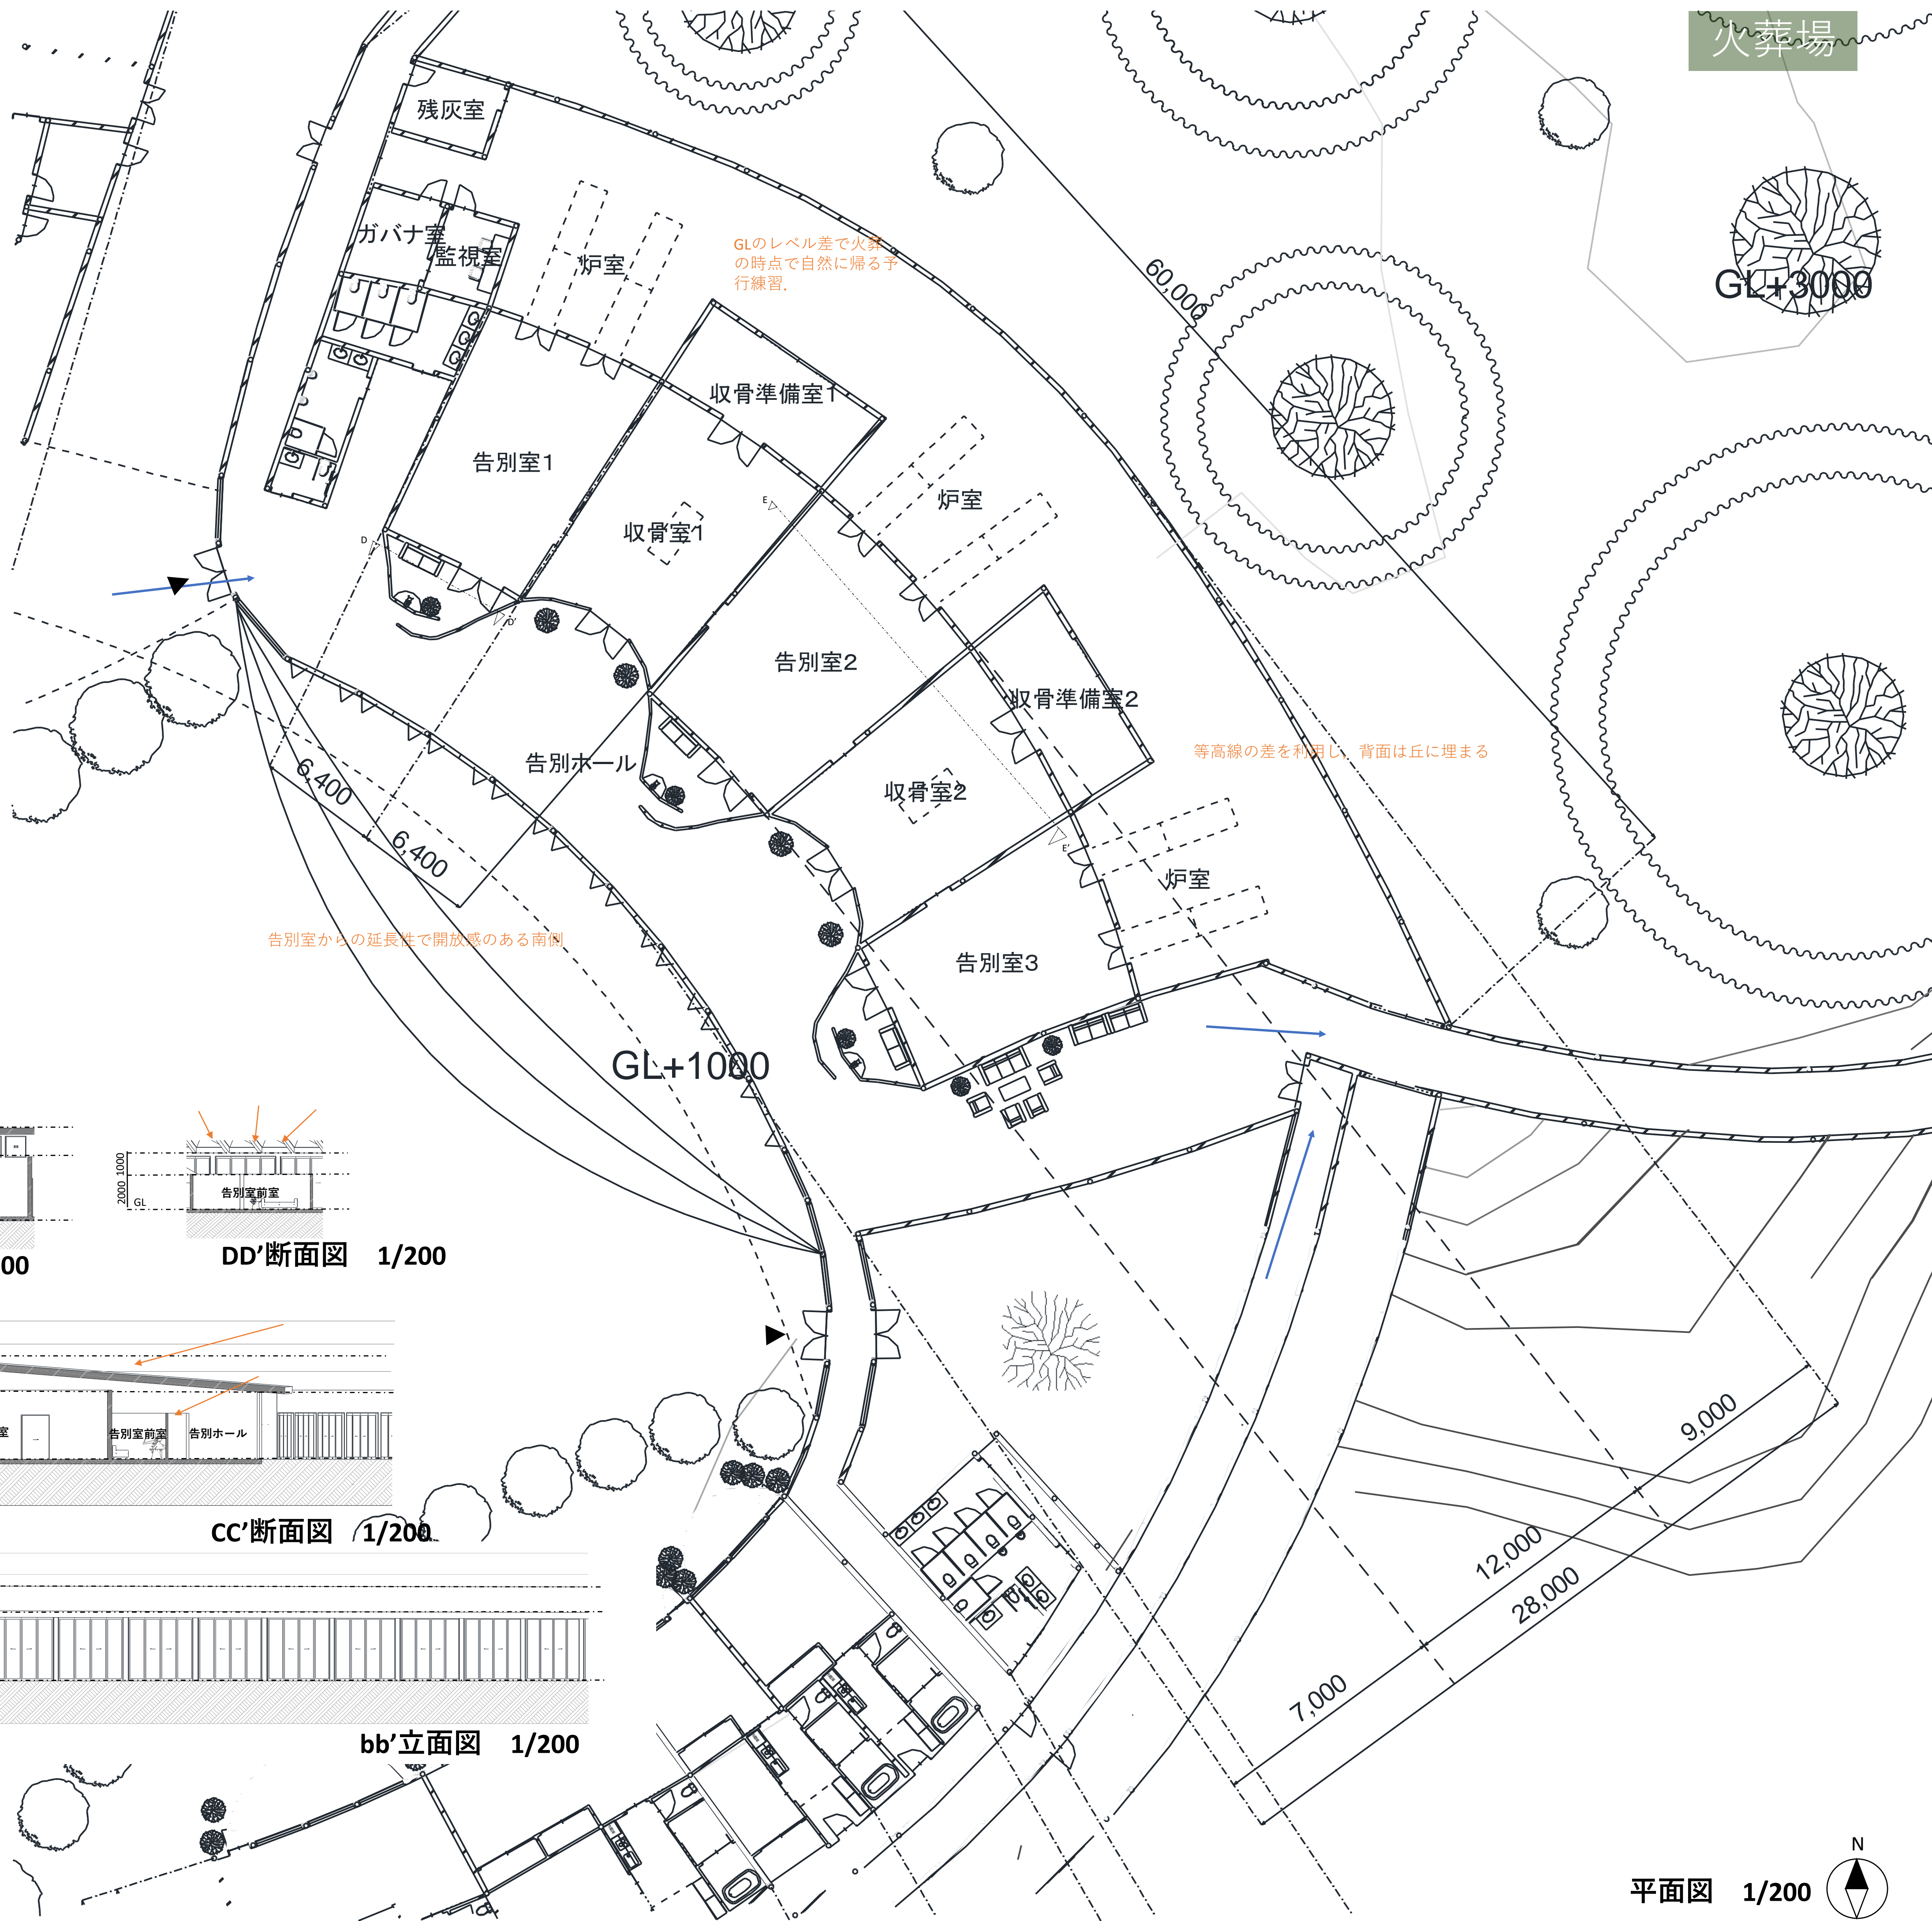 火葬場
残灰室
ガバナ室
監視室
炉室
GLのレベル差で火葬
の時点で自然に帰る予
行練習.
60,000
GL+3000
収骨準備室1
告別室1
収骨室1
炉室
E
D
D'
告別室2
収骨準備室2
告別ホール
等高線の差を利用し、背面は丘に埋まる
6,400
6,400
収骨室2
E'
炉室
告別室からの延長性で開放感のある南側
告別室3
GL+1000
1000
2000
GL
告別室前室
00
DD’断面図 1/200
室
告別室前室
告別ホール
CC’断面図 1/200
9,000
12,000
28,000
7,000
bb’立面図 1/200
N
平面図 1/200